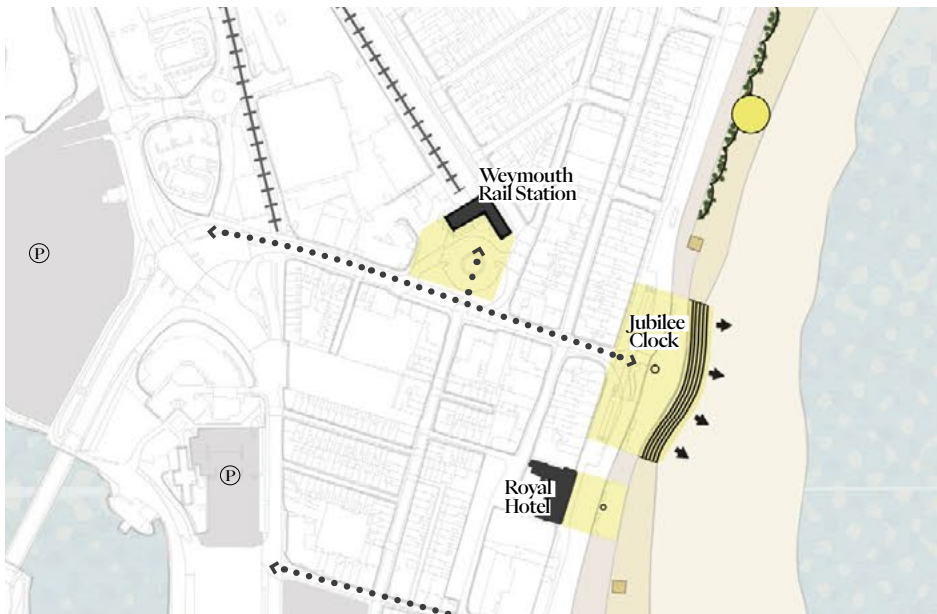 Weymouth
Rail Station
Ⓟ
Jubilee
Clock
Ⓟ
Royal
Hotel